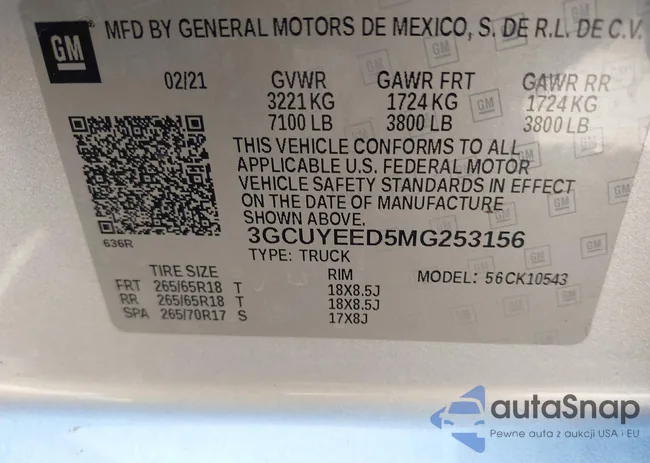 GM MFD BY GENERAL MOTORS DE MEXICO, S. DE R.L. DE C.V.
02/21 GVWR GAWR FRT GAWR RR
3221 KG 1724 KG 1724 KG
7100 LB 3800 LB 3800 LB
THIS VEHICLE CONFORMS TO ALL
APPLICABLE U.S. FEDERAL MOTOR
VEHICLE SAFETY STANDARDS IN EFFECT
ON THE DATE OF MANUFACTURE
SHOWN ABOVE.
636R 3GCUYEED5MG253156
TYPE: TRUCK
TIRE SIZE RIM MODEL: 56CK10543
FRT 265/65R18 T 18X8.5J
RR 265/65R18 T 18X8.5J
SPA 265/70R17 S 17X8J
autaSnap
Pewne auta z aukcji USA i EU